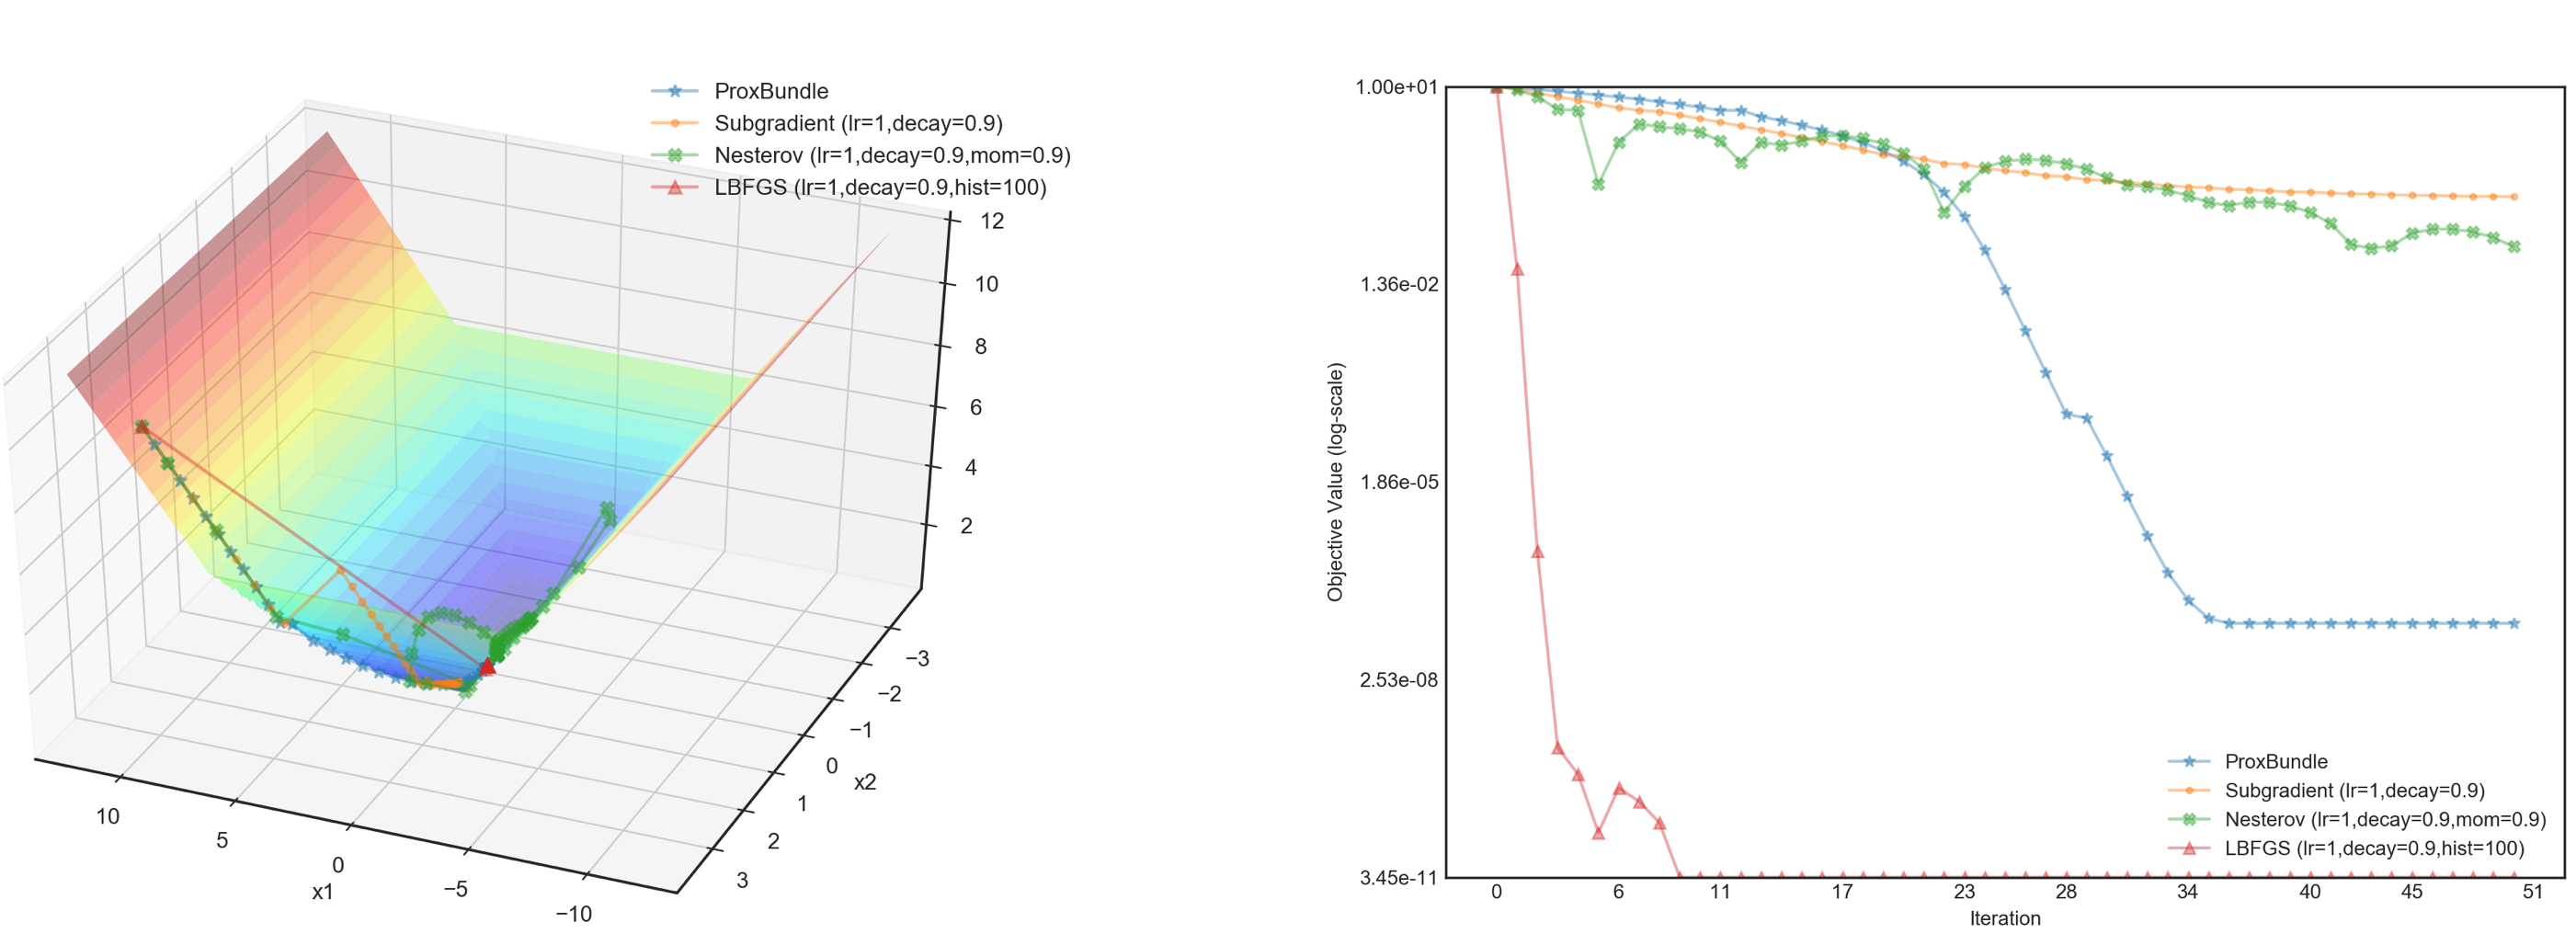 ProxBundle
Subgradient (lr=1,decay=0.9)
Nesterov (lr=1,decay=0.9,mom=0.9)
LBFGS (lr=1,decay=0.9,hist=100)
12
10
8
6
4
2
−3
−2
−1
0
1
2
3
x2
10
5
0
−5
−10
x1
1.00e+01
1.36e-02
1.86e-05
2.53e-08
3.45e-11
Objective Value (log-scale)
ProxBundle
Subgradient (lr=1,decay=0.9)
Nesterov (lr=1,decay=0.9,mom=0.9)
LBFGS (lr=1,decay=0.9,hist=100)
0 6 11 17 23 28 34 40 45 51
Iteration